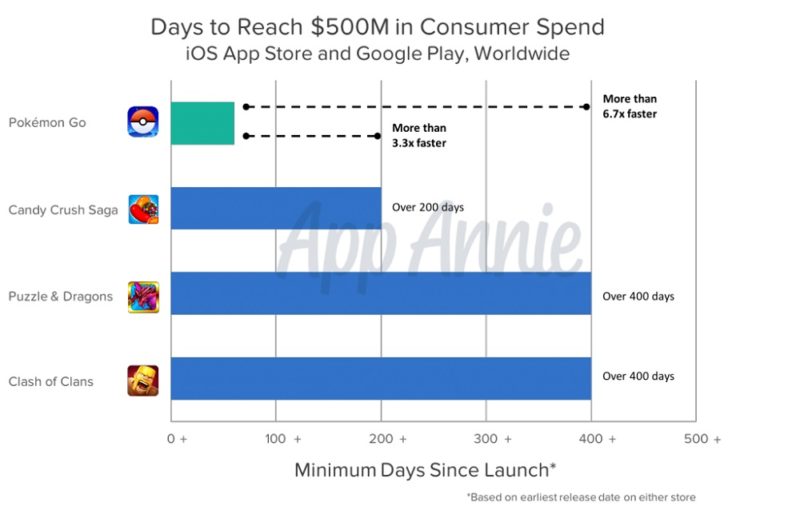 Days to Reach $500M in Consumer Spend
iOS App Store and Google Play, Worldwide
Pokémon Go
More than
6.7x faster
More than
3.3x faster
Candy Crush Saga
Over 200 days
App Annie
Puzzle & Dragons
Over 400 days
Clash of Clans
Over 400 days
0 + 100 + 200 + 300 + 400 + 500 +
Minimum Days Since Launch*
*Based on earliest release date on either store